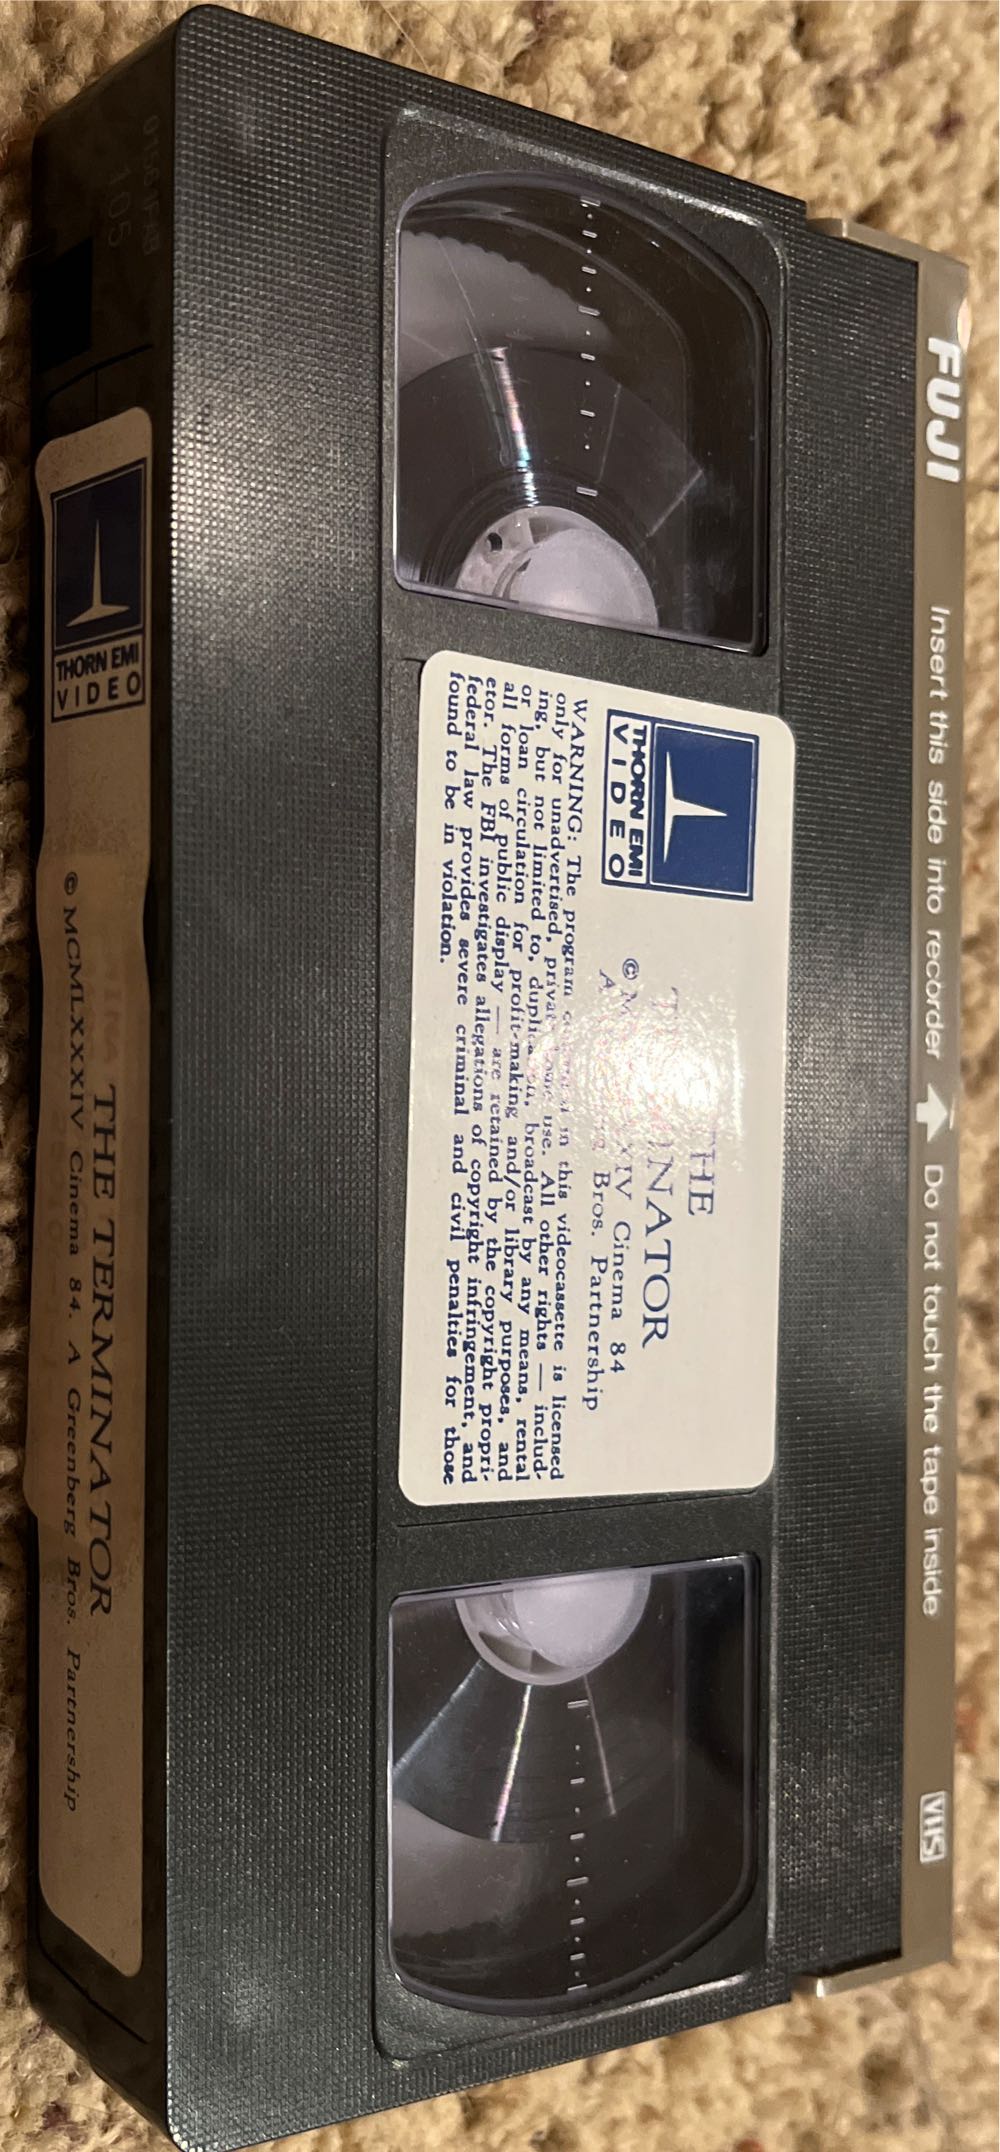 FUJI
Insert this side into recorder
Do not touch the tape inside
VHS
THORN EMI
VIDEO
THE
© Cinema 84
Bros. Partnership
WARNING: The program in this videocassette is licensed
only for unadvertised, use. All other rights — includ-
ing, but not limited to, broadcast by any means, rental
or loan circulation for profit-making and/or library purposes, and
all forms of public display — are retained by the copyright propri-
etor. The FBI investigates allegations of copyright infringement, and
federal law provides severe criminal and civil penalties for those
found to be in violation.
THORN EMI
VIDEO
THE TERMINATOR
© MCMLXXXIV Cinema 84. A Greenberg Bros. Partnership
105